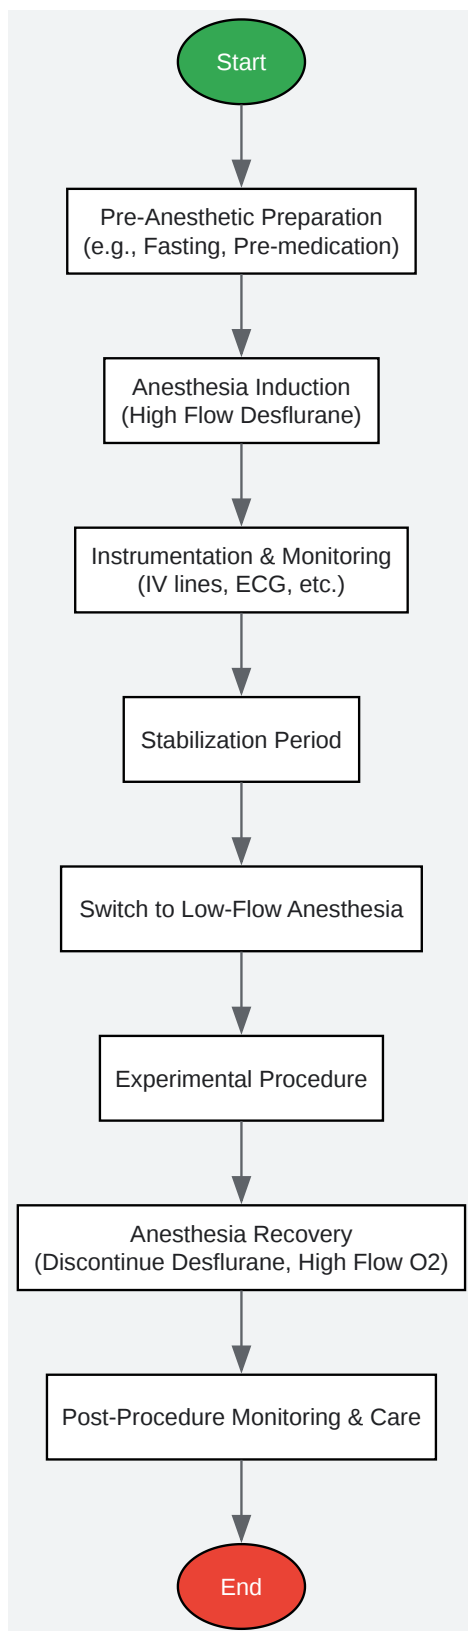 Start
Pre-Anesthetic Preparation
(e.g., Fasting, Pre-medication)
Anesthesia Induction
(High Flow Desflurane)
Instrumentation & Monitoring
(IV lines, ECG, etc.)
Stabilization Period
Switch to Low-Flow Anesthesia
Experimental Procedure
Anesthesia Recovery
(Discontinue Desflurane, High Flow O2)
Post-Procedure Monitoring & Care
End